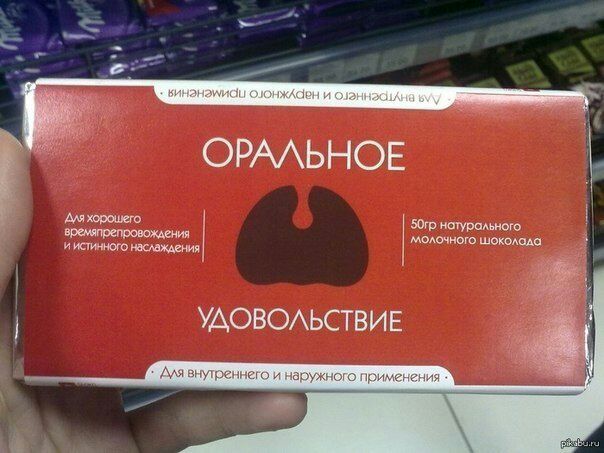 Milka
Для внутреннего и наружного применения
ОРАЛЬНОЕ
Для хорошего
времяпрепровождения
и истинного наслаждения
50гр натурального
молочного шоколада
УДОВОЛЬСТВИЕ
Для внутреннего и наружного применения
pikabu.ru